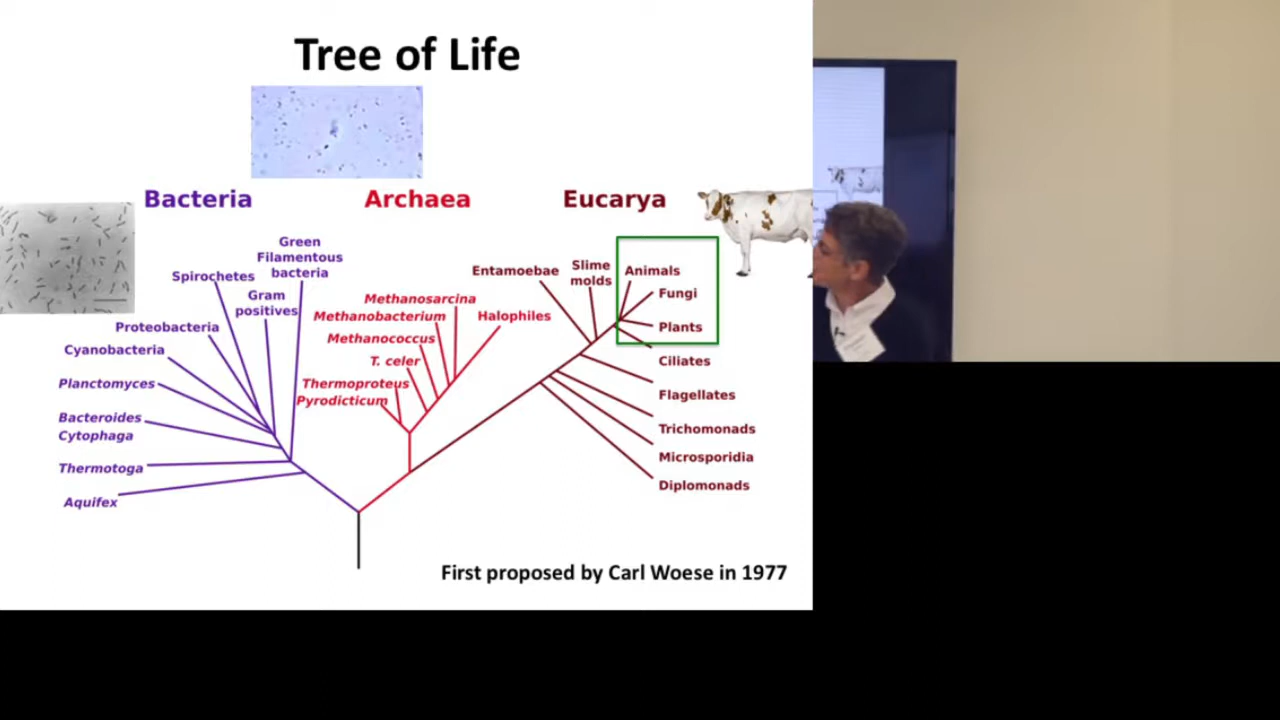 Tree of Life
Bacteria
Archaea
Eucarya
Green
Filamentous
bacteria
Spirochetes
Gram
positives
Proteobacteria
Cyanobacteria
Planctomyces
Bacteroides
Cytophaga
Thermotoga
Aquifex
Methanosarcina
Methanobacterium
Halophiles
Methanococcus
T. celer
Thermoproteus
Pyrodicticum
Entamoebae
Slime
molds
Animals
Fungi
Plants
Ciliates
Flagellates
Trichomonads
Microsporidia
Diplomonads
First proposed by Carl Woese in 1977